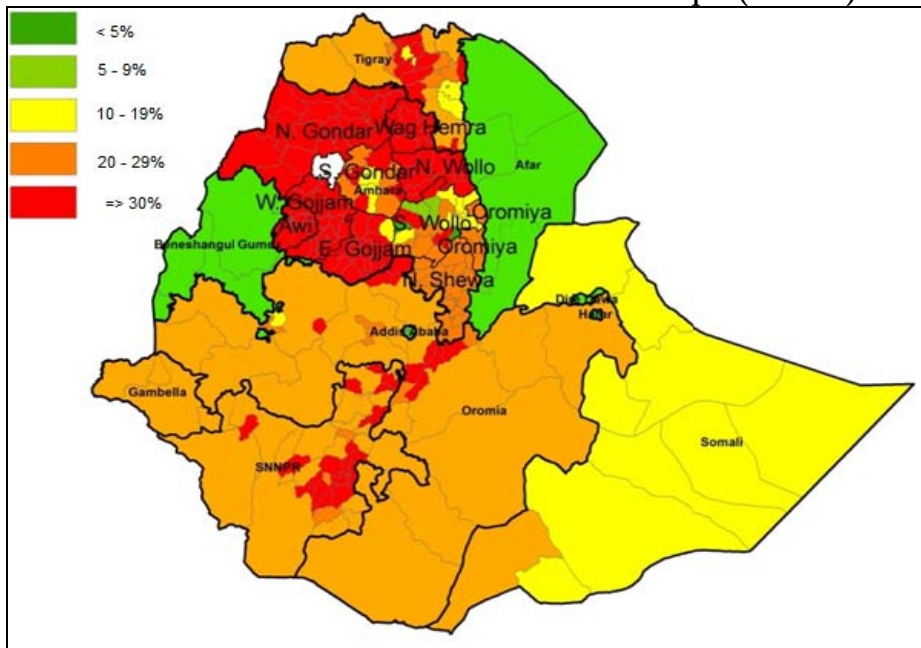 < 5%
5 - 9%
10 - 19%
20 - 29%
=> 30%
Tigray
N. Gondar
Wag Hemra
Afar
S. Gondar
N. Wollo
Amhara
W. Gojjam
Wollo
Oromiya
Awi
Beneshangul Gumuz
E. Gojjam
Oromiya
N. Shewa
Dire Dawa
Harar
Addis Ababa
Gambella
Oromia
Somali
SNNPR